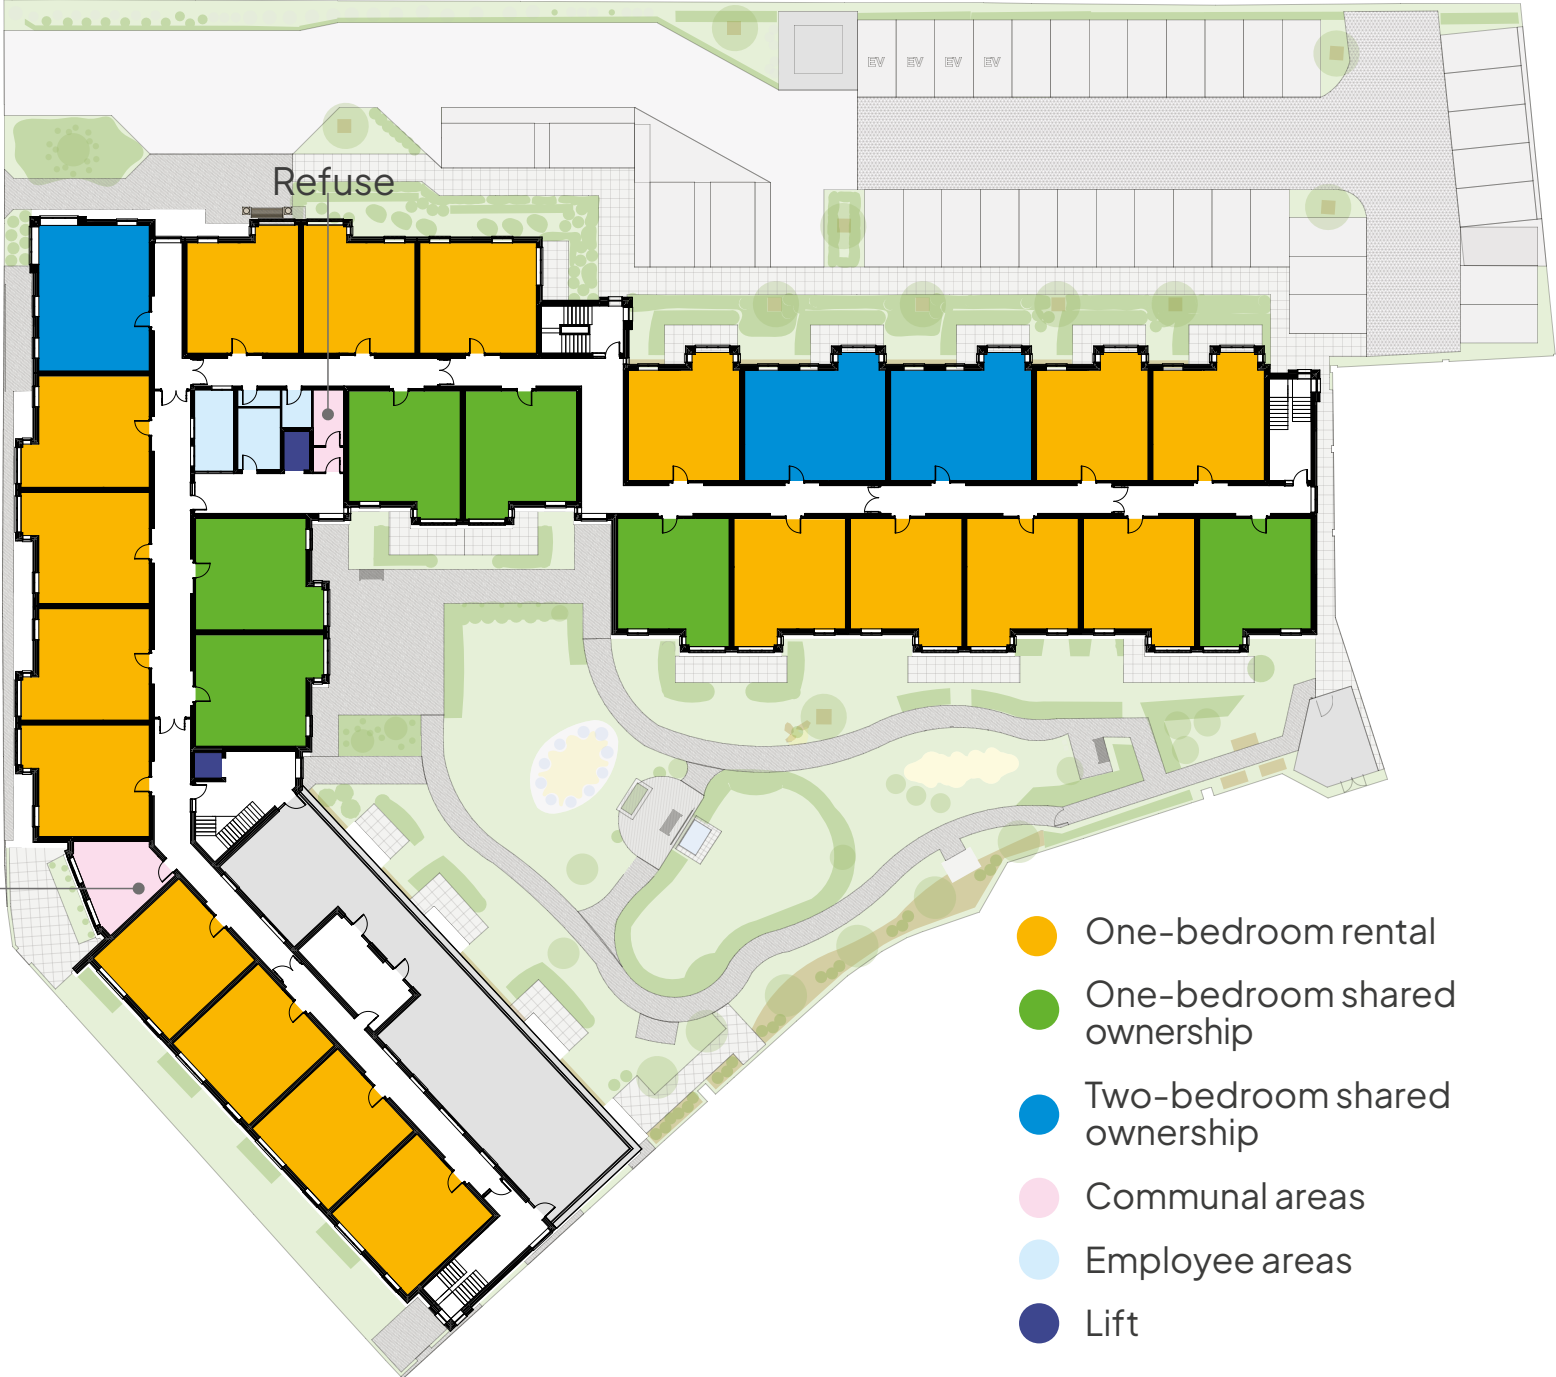 EV EV EV EV
Refuse
One-bedroom rental
One-bedroom shared
ownership
Two-bedroom shared
ownership
Communal areas
Employee areas
Lift